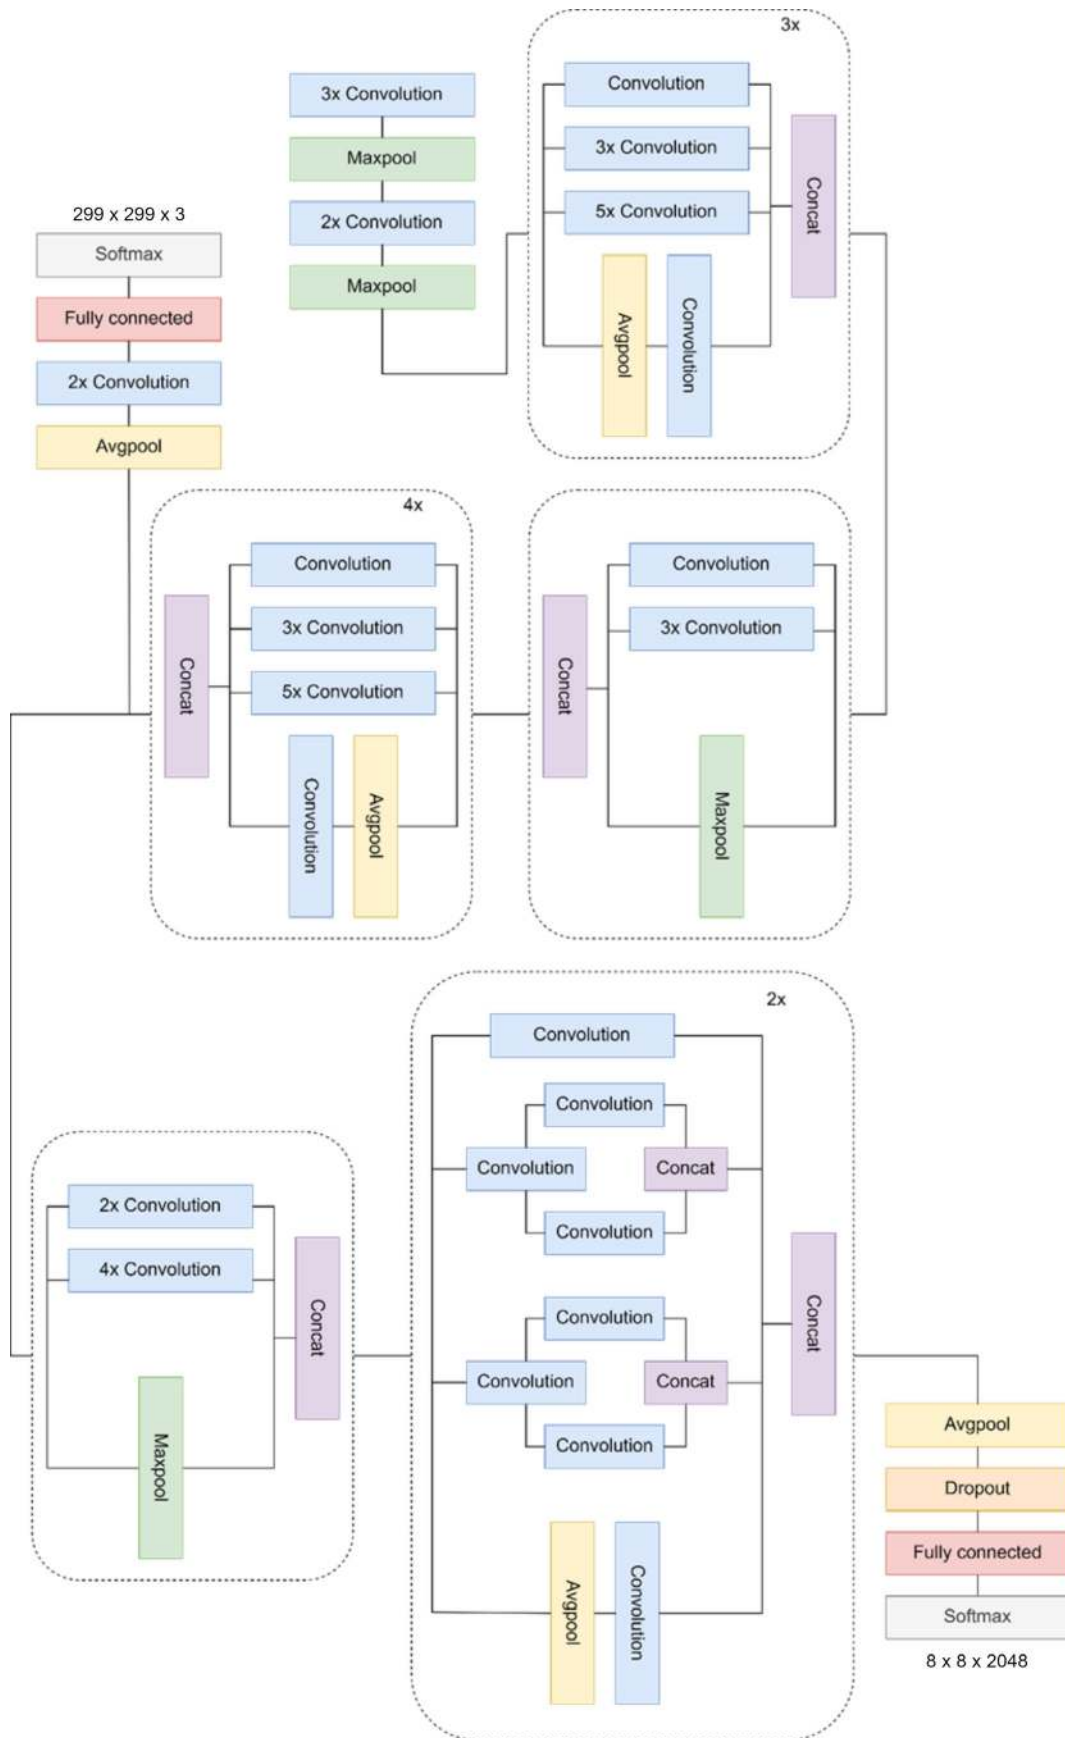 3x Convolution
Maxpool
2x Convolution
Maxpool
3x
Convolution
3x Convolution
5x Convolution
Avgpool
Convolution
Concat
299 x 299 x 3
Softmax
Fully connected
2x Convolution
Avgpool
4x
Concat
Convolution
3x Convolution
5x Convolution
Convolution
Avgpool
Concat
Convolution
3x Convolution
Maxpool
2x Convolution
4x Convolution
Maxpool
Concat
2x
Convolution
Convolution
Convolution
Concat
Convolution
Convolution
Convolution
Concat
Convolution
Avgpool
Convolution
Concat
Avgpool
Dropout
Fully connected
Softmax
8 x 8 x 2048